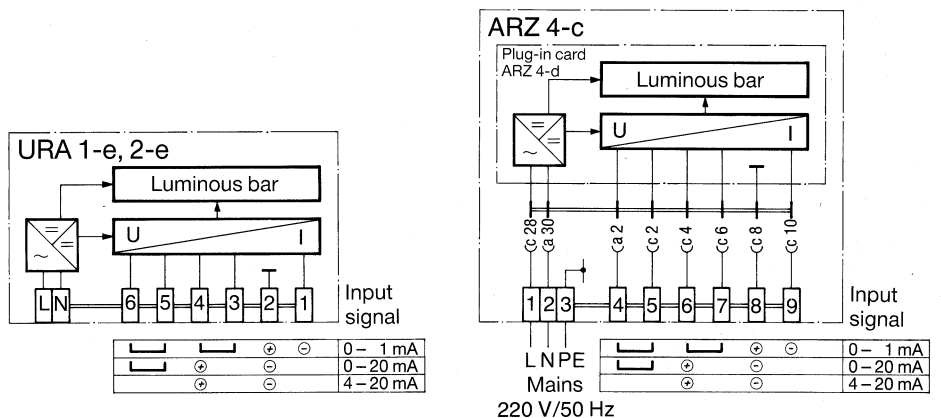 URA 1-e, 2-e
Luminous bar
U I
~ = =
L N 6 5 4 3 2 1
Input
signal
+ - 0 – 1 mA
+ - 0 – 20 mA
+ - 4 – 20 mA
ARZ 4-c
Plug-in card
ARZ 4-d
Luminous bar
U I
~ = =
c 28 a 30 a 2 c 2 c 4 c 6 c 8 c 10
1 2 3 4 5 6 7 8 9
Input
signal
L N PE
Mains
220 V/50 Hz
+ - 0 – 1 mA
+ - 0 – 20 mA
+ - 4 – 20 mA